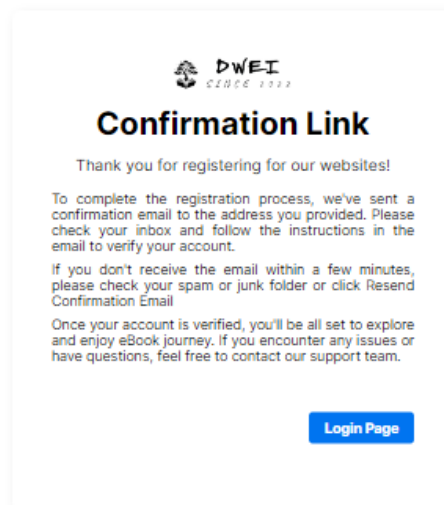 DWEI
SINCE 2022
Confirmation Link
Thank you for registering for our websites!
To complete the registration process, we've sent a
confirmation email to the address you provided. Please
check your inbox and follow the instructions in the
email to verify your account.
If you don't receive the email within a few minutes,
please check your spam or junk folder or click Resend
Confirmation Email
Once your account is verified, you'll be all set to explore
and enjoy eBook journey. If you encounter any issues or
have questions, feel free to contact our support team.
Login Page